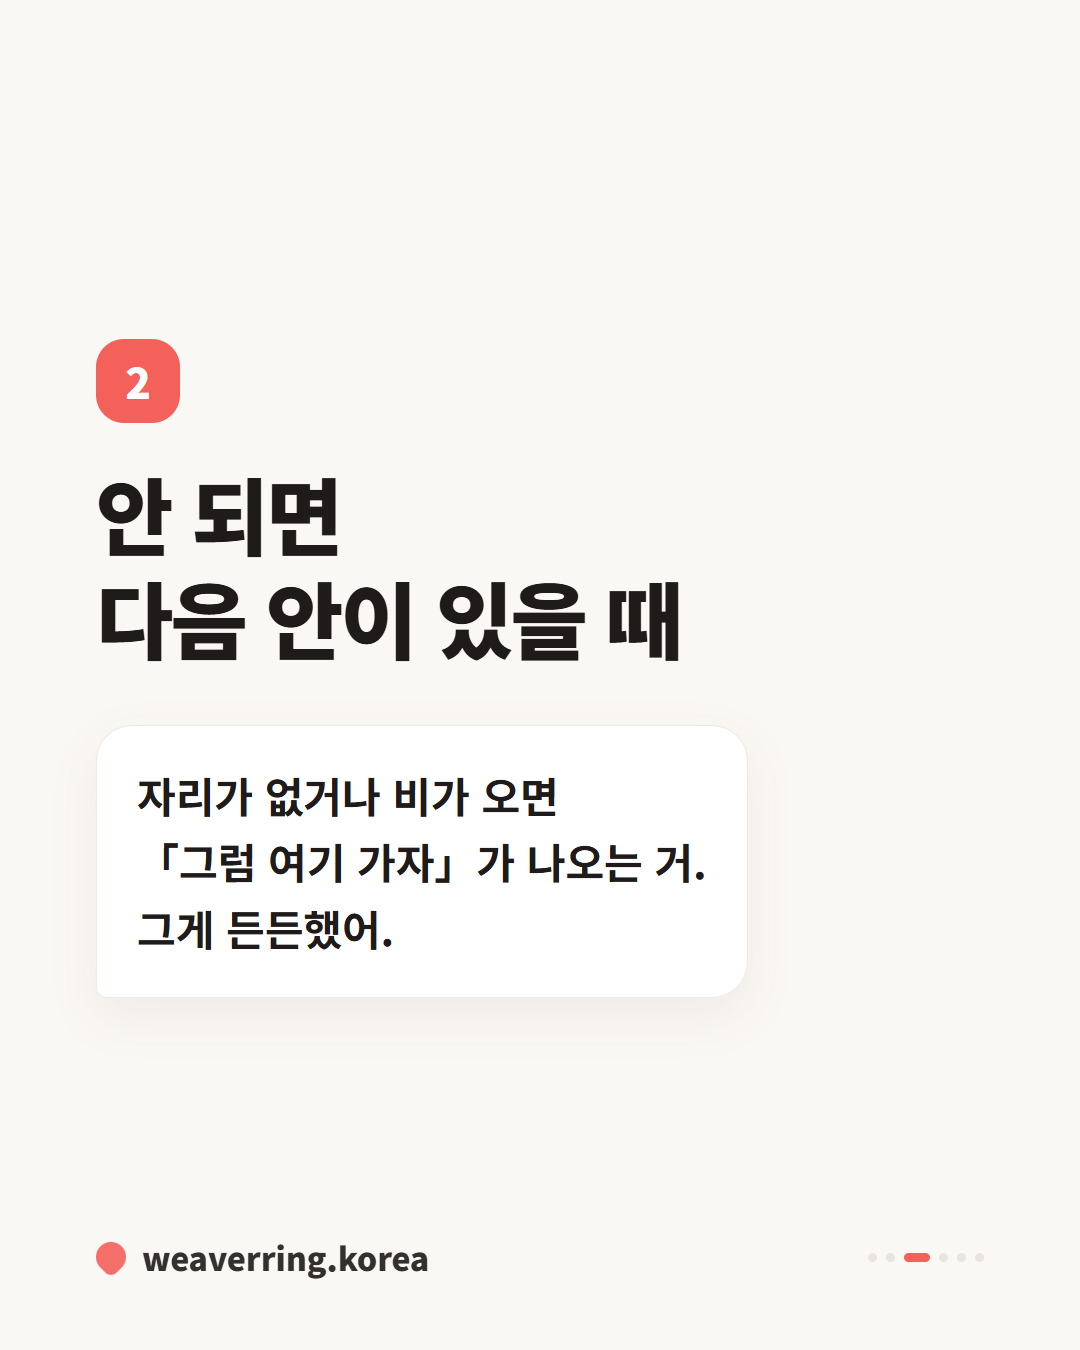 2
안 되면
다음 안이 있을 때
자리가 없거나 비가 오면
「그럼 여기 가자」가 나오는 거.
그게 든든했어.
weaverring.korea